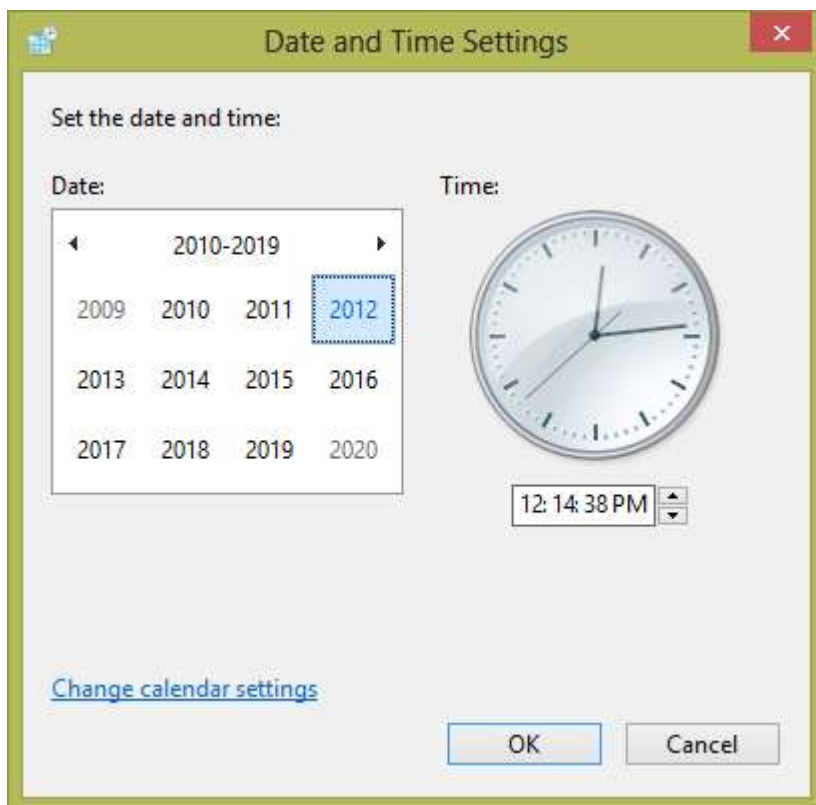 Date and Time Settings
Set the date and time:
Date:
Time:
2010-2019
2009 2010 2011 2012
2013 2014 2015 2016
2017 2018 2019 2020
12: 14: 38 PM
Change calendar settings
OK
Cancel